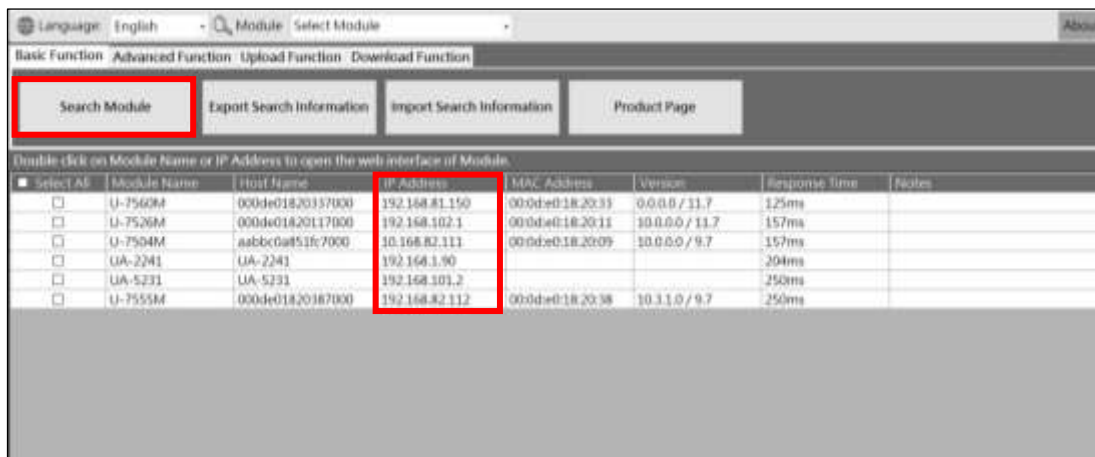 Language: English Module Select Module Abou
Basic Function Advanced Function Upload Function Download Function
Search Module Export Search Information Import Search Information Product Page
Double click on Module Name or IP Address to open the web interface of Module.
Select All Module Name Host Name IP Address MAC Address Version Response Time Notes
U-7560M 000de01820337000 192.168.81.150 00:0d:e0:18:20:33 0.0.0.0 / 11.7 125ms
U-7526M 000de01820117000 192.168.102.1 00:0d:e0:18:20:11 10.0.0.0 / 11.7 157ms
U-7504M aabbc0a851fc7000 10.168.82.111 00:0d:e0:18:20:09 10.0.0.0 / 9.7 157ms
UA-2241 UA-2241 192.168.1.90 204ms
UA-5231 UA-5231 192.168.101.2 250ms
U-7555M 000de01820387000 192.168.82.112 00:0d:e0:18:20:38 10.3.1.0 / 9.7 250ms